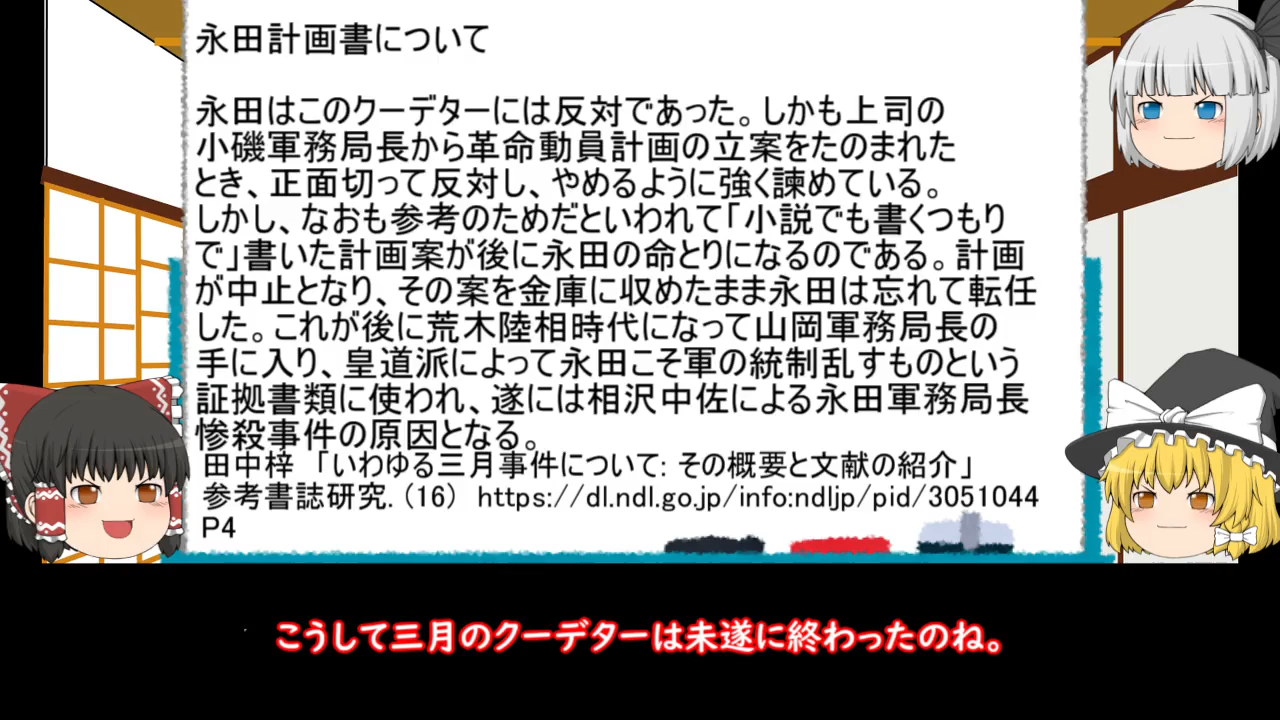 永田計画書について
永田はこのクーデターには反対であった。しかも上司の
小磯軍務局長から革命動員計画の立案をたのまれた
とき、正面切って反対し、やめるように強く諫めている。
しかし、なおも参考のためだといわれて「小説でも書くつもり
で」書いた計画案が後に永田の命とりになるのである。計画
が中止となり、その案を金庫に収めたまま永田は忘れて転任
した。これが後に荒木陸相時代になって山岡軍務局長の
手に入り、皇道派によって永田こそ軍の統制乱すものという
証拠書類に使われ、遂には相沢中佐による永田軍務局長
惨殺事件の原因となる。
田中梓 「いわゆる三月事件について: その概要と文献の紹介」
参考書誌研究. (16) https://dl.ndl.go.jp/info:ndljp/pid/3051044
P4
こうして三月のクーデターは未遂に終わったのね。